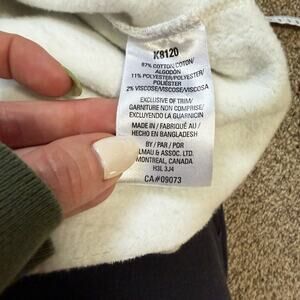 K8120
87% COTTON/COTON/
ALGODÓN
11% POLYESTER/POLYESTER/
POLIÉSTER
2% VISCOSE/VISCOSE/VISCOSA
EXCLUSIVE OF TRIM/
GARNITURE NON COMPRISE/
EXCLUYENDO LA GUARNICIN
MADE IN / FABRIQUÉ AU /
HECHO EN BANGLADESH
BY / PAR / POR
LMAU & ASSOC. LTD.
MONTREAL, CANADA
H3L 3J4
CA#09073